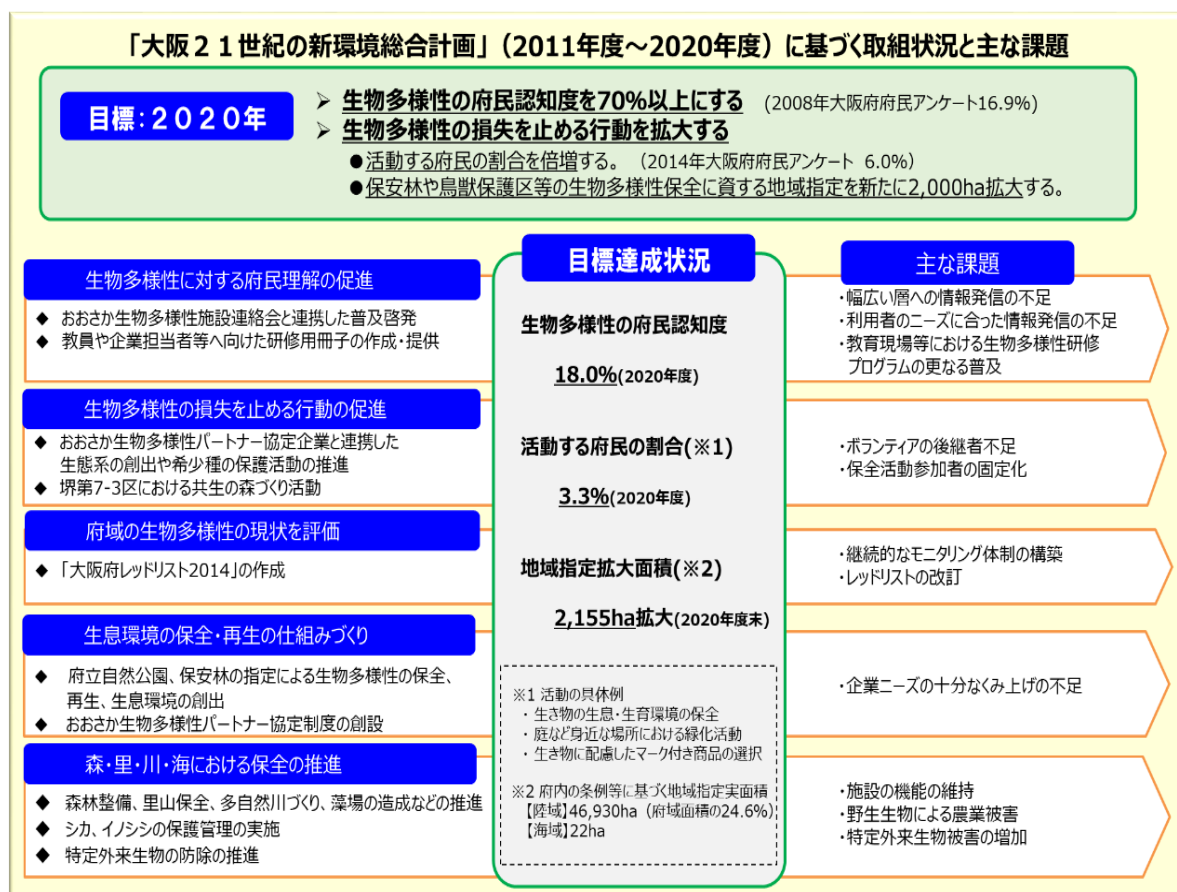 「大阪21世紀の新環境総合計画」（2011年度～2020年度）に基づく取組状況と主な課題
目標：2020年
➢ 生物多様性の府民認知度を70%以上にする （2008年大阪府府民アンケート16.9%）
➢ 生物多様性の損失を止める行動を拡大する
●活動する府民の割合を倍増する。（2014年大阪府府民アンケート 6.0%）
●保安林や鳥獣保護区等の生物多様性保全に資する地域指定を新たに2,000ha拡大する。
生物多様性に対する府民理解の促進
◆ おおさか生物多様性施設連絡会と連携した普及啓発
◆ 教員や企業担当者等へ向けた研修用冊子の作成・提供
生物多様性の損失を止める行動の促進
◆ おおさか生物多様性パートナー協定企業と連携した
生態系の創出や希少種の保護活動の推進
◆ 堺第7-3区における共生の森づくり活動
府域の生物多様性の現状を評価
◆ 「大阪府レッドリスト2014」の作成
生息環境の保全・再生の仕組みづくり
◆ 府立自然公園、保安林の指定による生物多様性の保全、
再生、生息環境の創出
◆ おおさか生物多様性パートナー協定制度の創設
森・里・川・海における保全の推進
◆ 森林整備、里山保全、多自然川づくり、藻場の造成などの推進
◆ シカ、イノシシの保護管理の実施
◆ 特定外来生物の防除の推進
目標達成状況
生物多様性の府民認知度
18.0%(2020年度)
活動する府民の割合(※1)
3.3%(2020年度)
地域指定拡大面積(※2)
2,155ha拡大(2020年度末)
※1 活動の具体例
・ 生き物の生息・生育環境の保全
・ 庭など身近な場所における緑化活動
・ 生き物に配慮したマーク付き商品の選択
※2 府内の条例等に基づく地域指定実面積
【陸域】46,930ha（府域面積の24.6%）
【海域】22ha
主な課題
・幅広い層への情報発信の不足
・利用者のニーズに合った情報発信の不足
・教育現場等における生物多様性研修
プログラムの更なる普及
・ボランティアの後継者不足
・保全活動参加者の固定化
・継続的なモニタリング体制の構築
・レッドリストの改訂
・企業ニーズの十分なくみ上げの不足
・施設の機能の維持
・野生生物による農業被害
・特定外来生物被害の増加